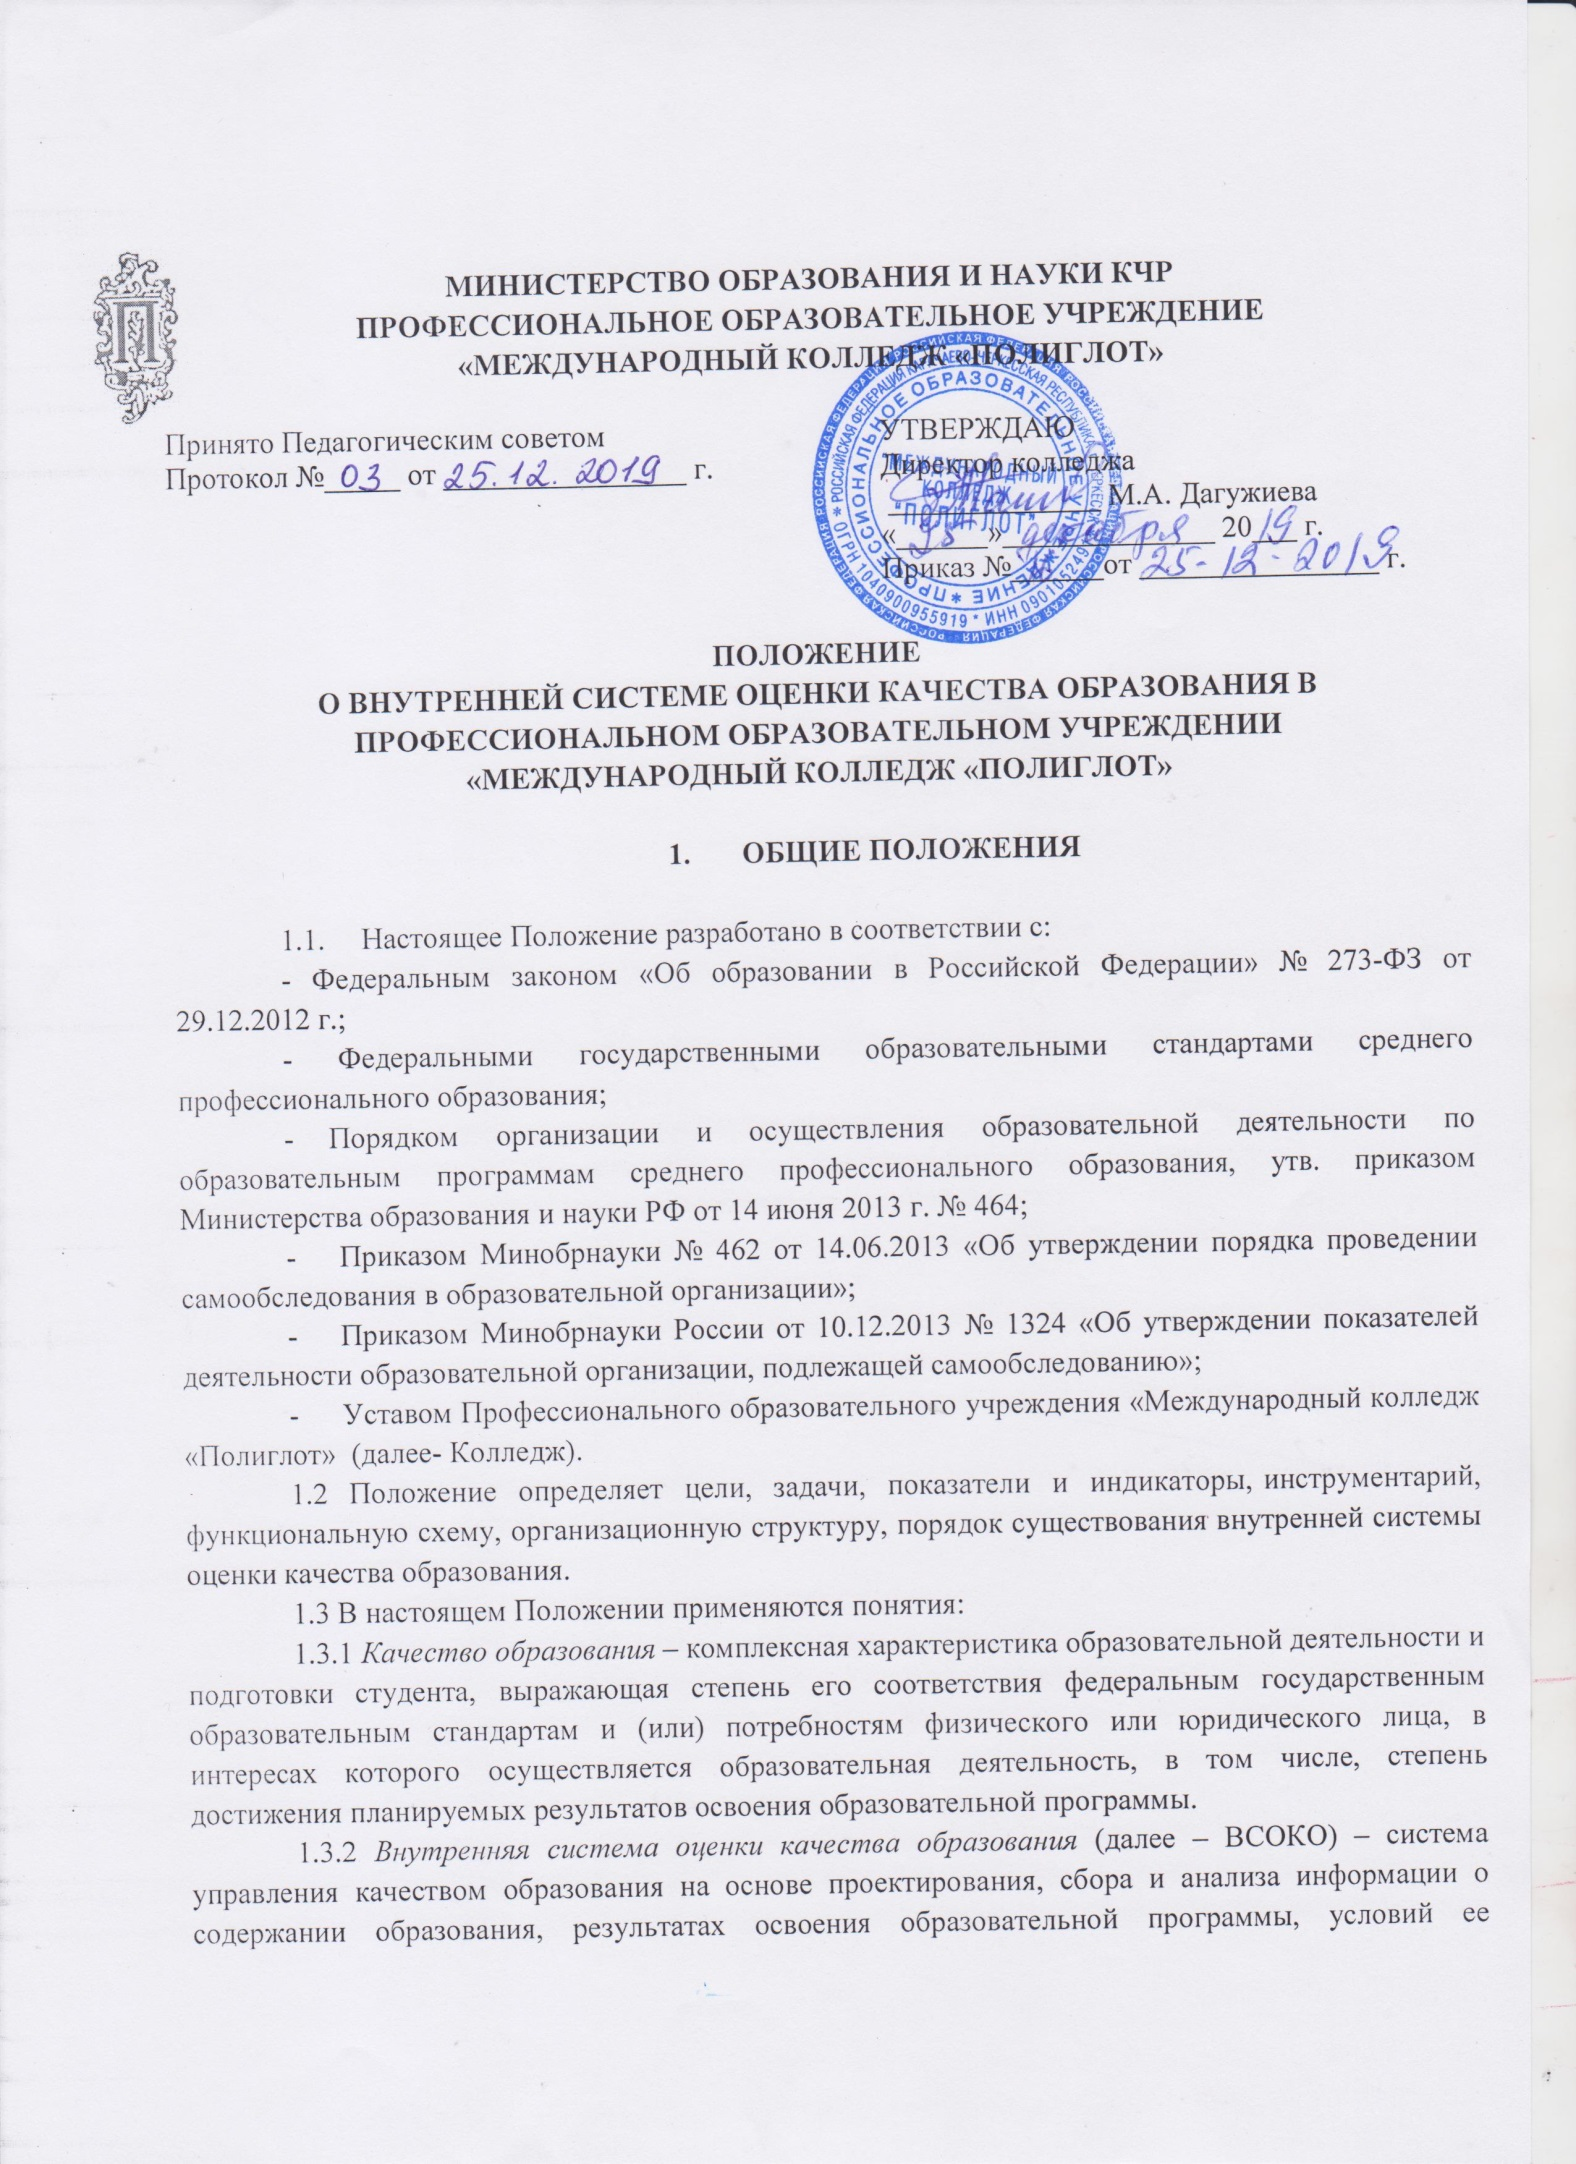 МИНИСТЕРСТВО ОБРАЗОВАНИЯ И НАУКИ КЧР
ПРОФЕССИОНАЛЬНОЕ ОБРАЗОВАТЕЛЬНОЕ УЧРЕЖДЕНИЕ
«МЕЖДУНАРОДНЫЙ КОЛЛЕДЖ «ПОЛИГЛОТ»
Принято Педагогическим советом
Протокол № 03 от 25.12.2019 г.
УТВЕРЖДАЮ
Директор колледжа
М.А. Дагужиева
«25» декабря 2019 г.
Приказ № от 25-12-2019 г.
"МЕЖДУНАРОДНЫЙ
КОЛЛЕДЖ
"ПОЛИГЛОТ"
ПОЛОЖЕНИЕ
О ВНУТРЕННЕЙ СИСТЕМЕ ОЦЕНКИ КАЧЕСТВА ОБРАЗОВАНИЯ В
ПРОФЕССИОНАЛЬНОМ ОБРАЗОВАТЕЛЬНОМ УЧРЕЖДЕНИИ
«МЕЖДУНАРОДНЫЙ КОЛЛЕДЖ «ПОЛИГЛОТ»
1. ОБЩИЕ ПОЛОЖЕНИЯ
1.1. Настоящее Положение разработано в соответствии с:
- Федеральным законом «Об образовании в Российской Федерации» № 273-ФЗ от
29.12.2012 г.;
- Федеральными государственными образовательными стандартами среднего
профессионального образования;
- Порядком организации и осуществления образовательной деятельности по
образовательным программам среднего профессионального образования, утв. приказом
Министерства образования и науки РФ от 14 июня 2013 г. № 464;
- Приказом Минобрнауки № 462 от 14.06.2013 «Об утверждении порядка проведении
самообследования в образовательной организации»;
- Приказом Минобрнауки России от 10.12.2013 № 1324 «Об утверждении показателей
деятельности образовательной организации, подлежащей самообследованию»;
- Уставом Профессионального образовательного учреждения «Международный колледж
«Полиглот» (далее- Колледж).
1.2 Положение определяет цели, задачи, показатели и индикаторы, инструментарий,
функциональную схему, организационную структуру, порядок существования внутренней системы
оценки качества образования.
1.3 В настоящем Положении применяются понятия:
1.3.1 Качество образования – комплексная характеристика образовательной деятельности и
подготовки студента, выражающая степень его соответствия федеральным государственным
образовательным стандартам и (или) потребностям физического или юридического лица, в
интересах которого осуществляется образовательная деятельность, в том числе, степень
достижения планируемых результатов освоения образовательной программы.
1.3.2 Внутренняя система оценки качества образования (далее – ВСОКО) – система
управления качеством образования на основе проектирования, сбора и анализа информации о
содержании образования, результатах освоения образовательной программы, условий ее